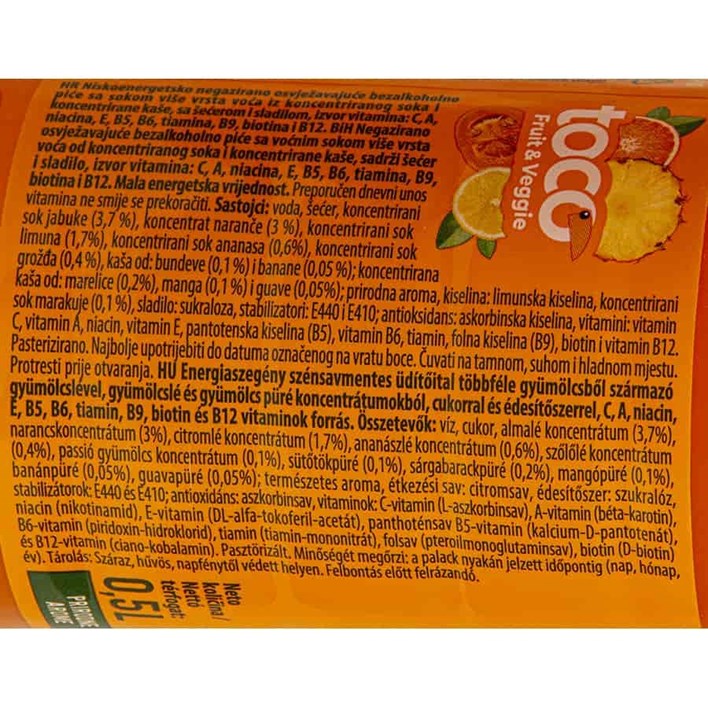 HR Niskoenergetsko negazirano osvježavajuće bezalkoholno
piće sa sokom više vrsta voća iz koncentriranog soka i
koncentrirane kaše, sa šećerom i sladilom, izvor vitamina: C, A,
niacina, E, B5, B6, tiamina, B9, biotina i B12. BiH Negazirano
osvježavajuće bezalkoholno piće sa voćnim sokom više vrsta
voća od koncentriranog soka i koncentrirane kaše, sadrži šećer
i sladilo, izvor vitamina: C, A, niacina, E, B5, B6, tiamina, B9,
biotina i B12. Mala energetska vrijednost. Preporučen dnevni unos
vitamina ne smije se prekoračiti. Sastojci: voda, šećer, koncentrirani
sok jabuke (3,7 %), koncentrat naranče (3 %), koncentrirani sok
limuna (1,7%), koncentrirani sok ananasa (0,6%), koncentrirani sok
grožđa (0,4 %), kaša od: bundeve (0,1 %) i banane (0,05 %); koncentrirana
kaša od: marelice (0,2%), manga (0,1 %) i guave (0,05%); prirodna aroma, kiselina: limunska kiselina, koncentrirani
sok marakuje (0,1 %), sladilo: sukraloza, stabilizatori: E440 i E410; antioksidans: askorbinska kiselina, vitamini: vitamin
C, vitamin A, niacin, vitamin E, pantotenska kiselina (B5), vitamin B6, tiamin, folna kiselina (B9), biotin i vitamin B12.
Pasterizirano. Najbolje upotrijebiti do datuma označenog na vratu boce. Čuvati na tamnom, suhom i hladnom mjestu.
Protresti prije otvaranja. HU Energiaszegény szénsavmentes üdítőital többféle gyümölcsből származó
gyümölcslével, gyümölcslé és gyümölcs püré koncentrátumokból, cukorral és édesítőszerrel, C, A, niacin,
E, B5, B6, tiamin, B9, biotin és B12 vitaminok forrás. Összetevők: víz, cukor, almalé koncentrátum (3,7%),
narancskoncentrátum (3%), citromlé koncentrátum (1,7%), ananászlé koncentrátum (0,6%), szőlőlé koncentrátum
(0,4%), passió gyümölcs koncentrátum (0,1%), sütőtökpüré (0,1%), sárgabarackpüré (0,2%), mangópüré (0,1%),
banánpüré (0,05%), guavapüré (0,05%); természetes aroma, étkezési sav: citromsav, édesítőszer: szukralóz,
stabilizátorok: E440 és E410; antioxidáns: aszkorbinsav, vitaminok: C-vitamin (L-aszkorbinsav), A-vitamin (béta-karotin),
niacin (nikotinamid), E-vitamin (DL-alfa-tokoferil-acetát), panthoténsav B5-vitamin (kalcium-D-pantotenát),
B6-vitamin (piridoxin-hidroklorid), tiamin (tiamin-mononitrát), folsav (pteroilmonoglutaminsav), biotin (D-biotin)
és B12-vitamin (ciano-kobalamin). Pasztörizált. Minőségét megőrzi: a palack nyakán jelzett időpontig (nap, hónap,
év). Tárolás: Száraz, hűvös, napfénytől védett helyen. Felbontás előtt felrázandó.
toco
Fruit & Veggie
Neto
količina/
Nettó
térfogat:
0,5L
PRIRODNE
AROME